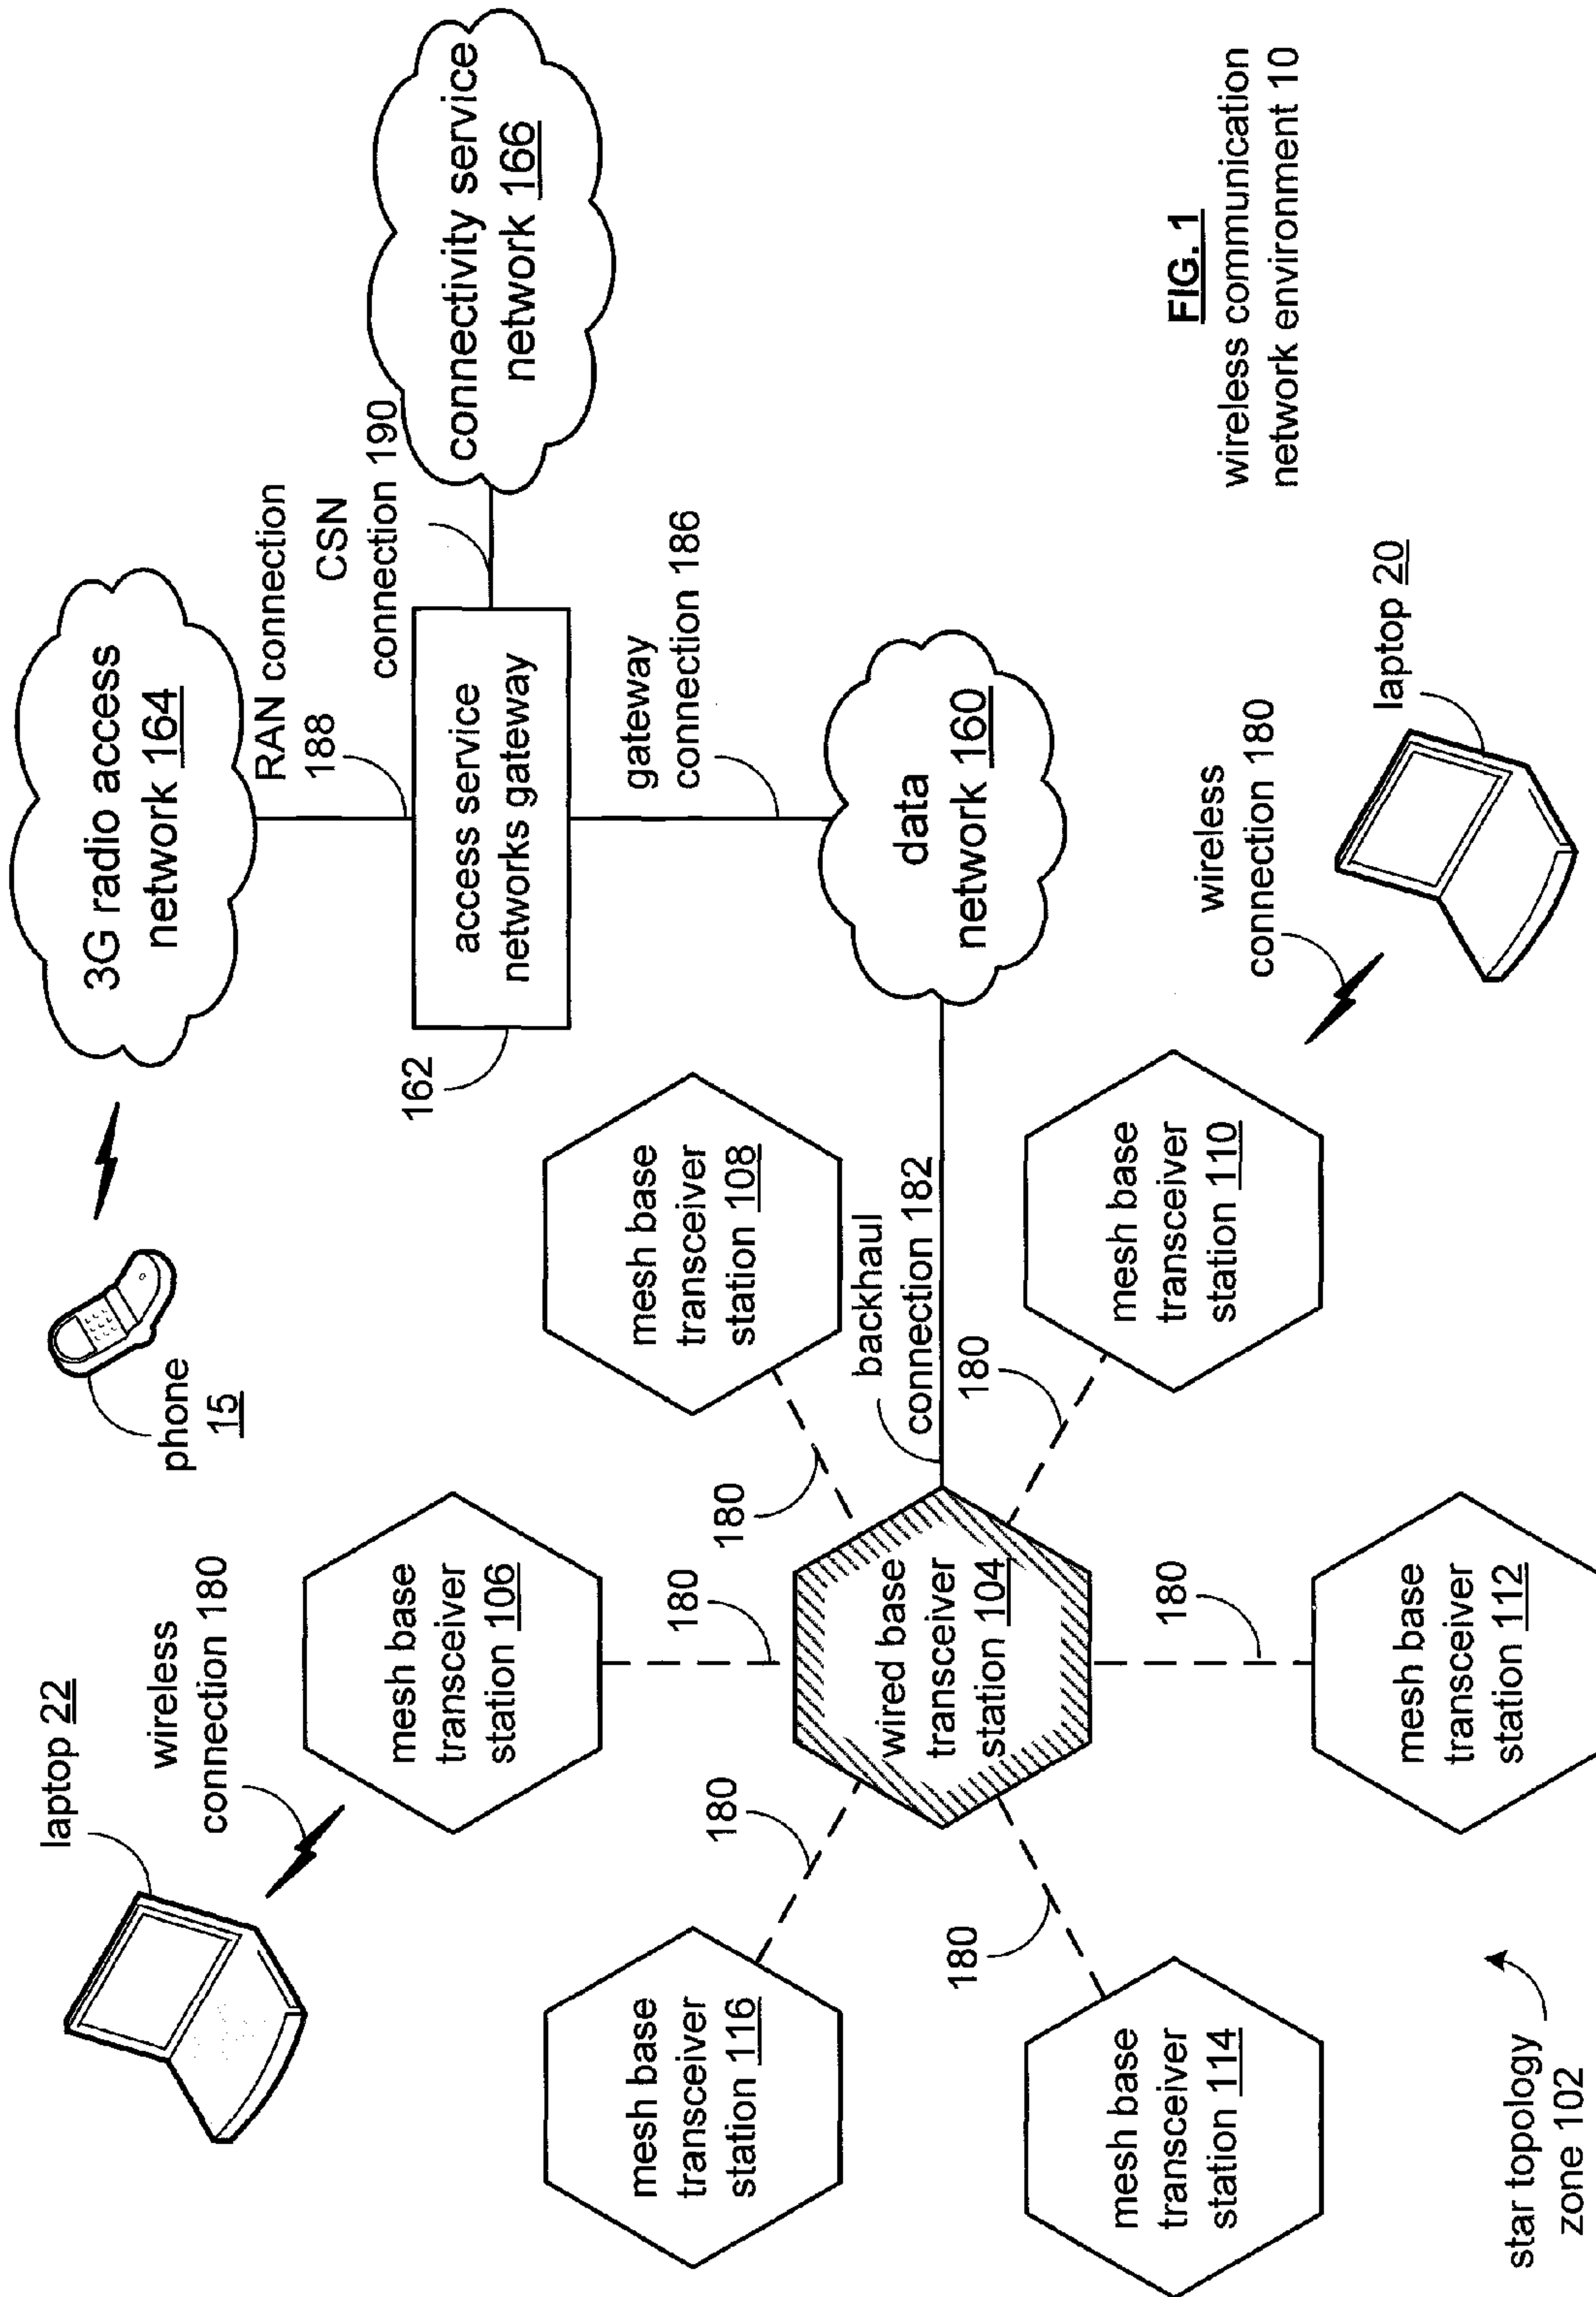 laptop 22
wireless
connection 180
phone
15
3G radio access
network 164
RAN connection
188
CSN
connection 190
connectivity service
network 166
162
access service
networks gateway
gateway
connection 186
mesh base
transceiver
station 106
mesh base
transceiver
station 108
mesh base
transceiver
station 116
180
180
180
backhaul
connection 182
data
network 160
wired base
transceiver
station 104
180
180
180
mesh base
transceiver
station 110
mesh base
transceiver
station 114
mesh base
transceiver
station 112
wireless
connection 180
laptop 20
star topology
zone 102
FIG. 1
wireless communication
network environment 10